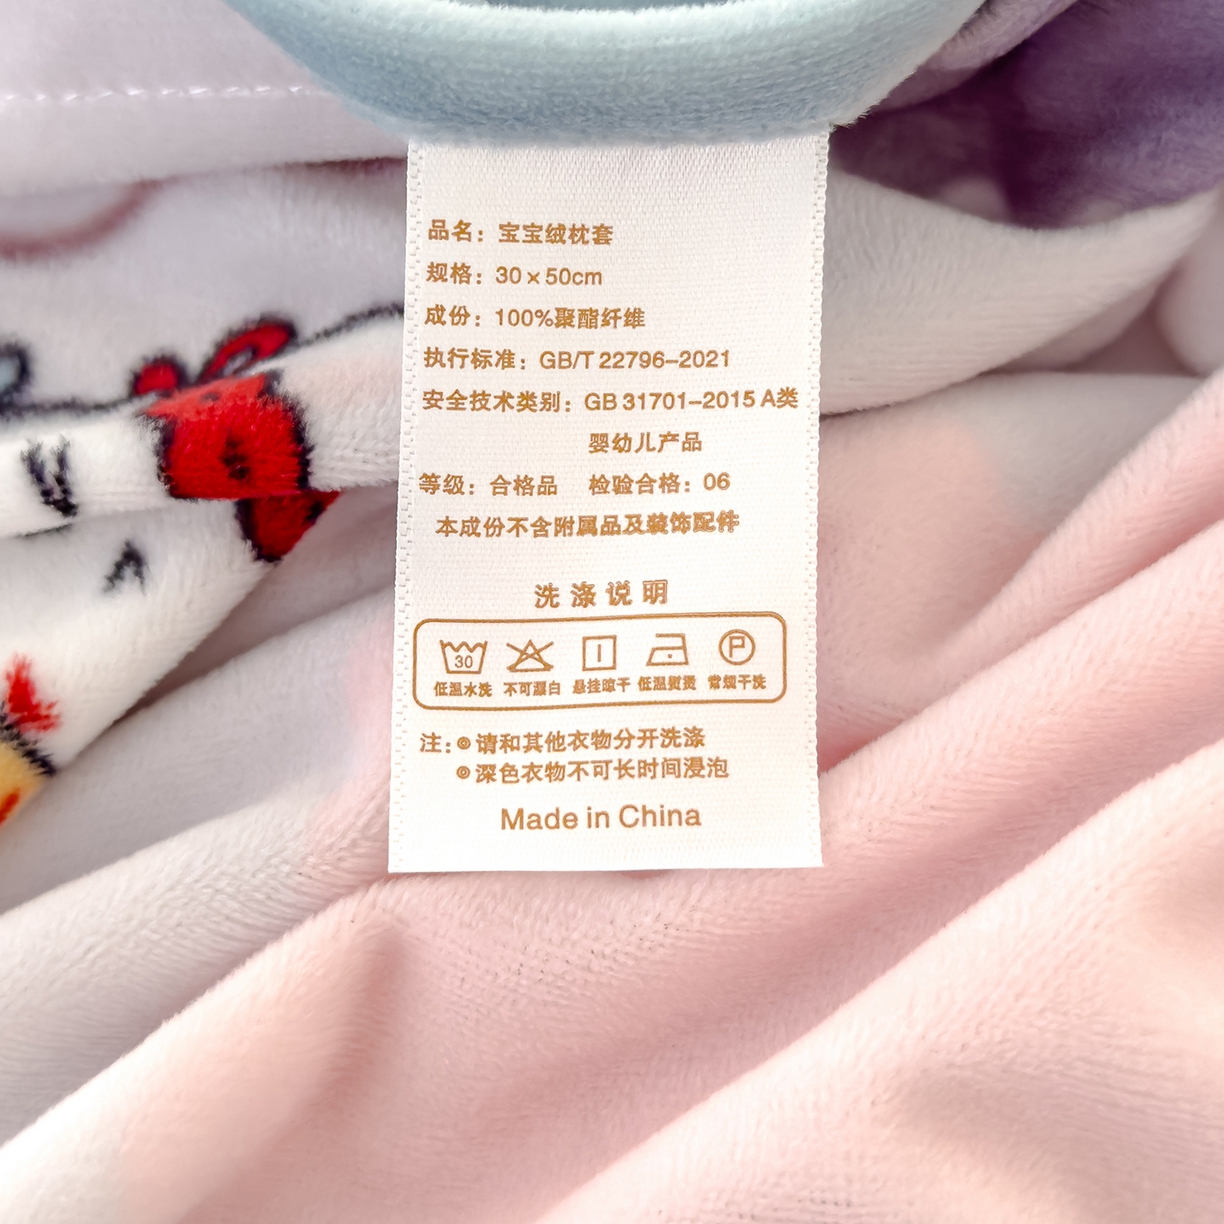 品名：宝宝绒枕套
规格：30×50cm
成份：100%聚酯纤维
执行标准：GB/T 22796-2021
安全技术类别：GB 31701-2015 A类
婴幼儿产品
等级：合格品 检验合格：06
本成份不含附属品及装饰配件
洗涤说明
30 P
低温水洗 不可漂白 悬挂晾干 低温熨烫 常规干洗
注：◎请和其他衣物分开洗涤
◎深色衣物不可长时间浸泡
Made in China